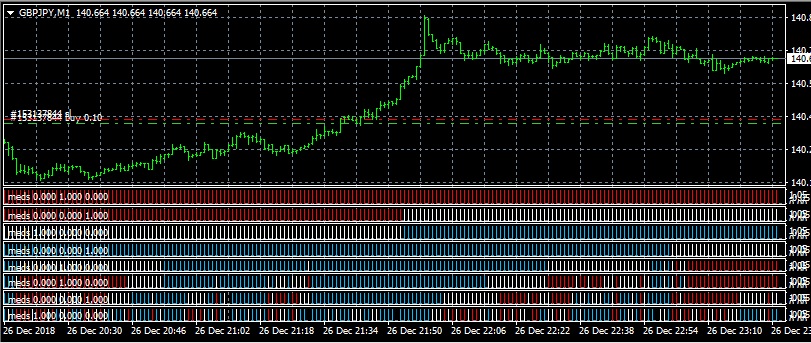 GBPJPY,M1 140.664 140.664 140.664 140.664
140.8
140.7
140.6
140.5
140.4
#153137844 Buy 0.10
140.2
140.1
meds 0.000 1.000 0.000
meds 0.000 0.000 1.000
meds 1.000 0.000 0.000
meds 0.000 0.000 1.000
meds 0.000 1.000 0.000
meds 0.000 1.000 0.000
meds 0.000 0.000 1.000
meds 1.000 0.000 0.000
26 Dec 2018 26 Dec 20:30 26 Dec 20:46 26 Dec 21:02 26 Dec 21:18 26 Dec 21:34 26 Dec 21:50 26 Dec 22:06 26 Dec 22:22 26 Dec 22:38 26 Dec 22:54 26 Dec 23:10 26 Dec 23